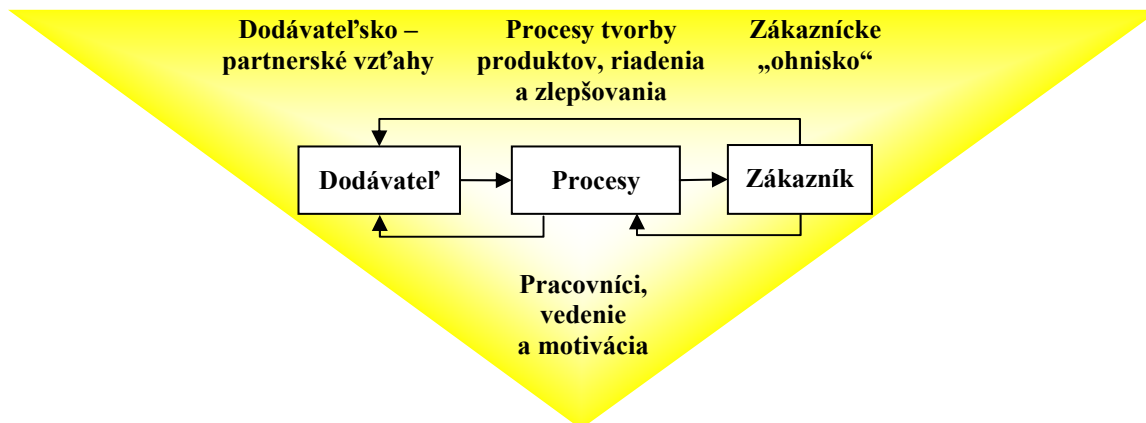 Dodávateľsko –
partnerské vzťahy
Procesy tvorby
produktov, riadenia
a zlepšovania
Zákaznícke
„ohnisko“
Dodávateľ
Procesy
Zákazník
Pracovníci,
vedenie
a motivácia